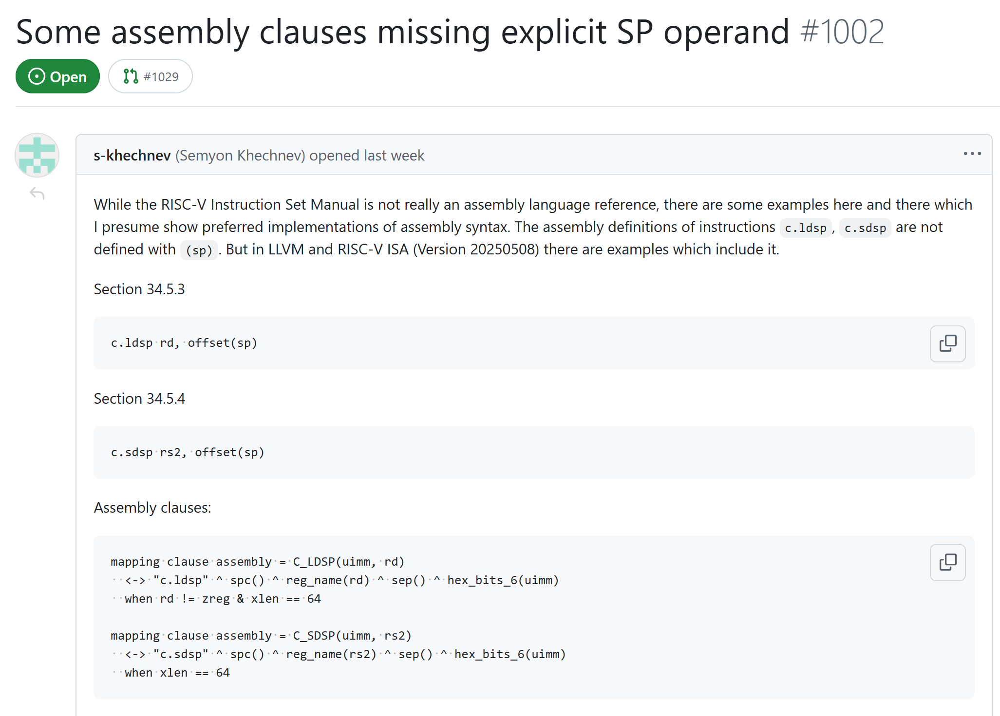 Some assembly clauses missing explicit SP operand #1002
Open #1029
s-khechnev (Semyon Khechnev) opened last week
While the RISC-V Instruction Set Manual is not really an assembly language reference, there are some examples here and there which
I presume show preferred implementations of assembly syntax. The assembly definitions of instructions c.ldsp, c.sdsp are not
defined with (sp). But in LLVM and RISC-V ISA (Version 20250508) there are examples which include it.
Section 34.5.3
c.ldsp rd, offset(sp)
Section 34.5.4
c.sdsp rs2, offset(sp)
Assembly clauses:
mapping clause assembly = C_LDSP(uimm, rd)
  <-> "c.ldsp" ^ spc() ^ reg_name(rd) ^ sep() ^ hex_bits_6(uimm)
  when rd != zreg & xlen == 64
mapping clause assembly = C_SDSP(uimm, rs2)
  <-> "c.sdsp" ^ spc() ^ reg_name(rs2) ^ sep() ^ hex_bits_6(uimm)
  when xlen == 64